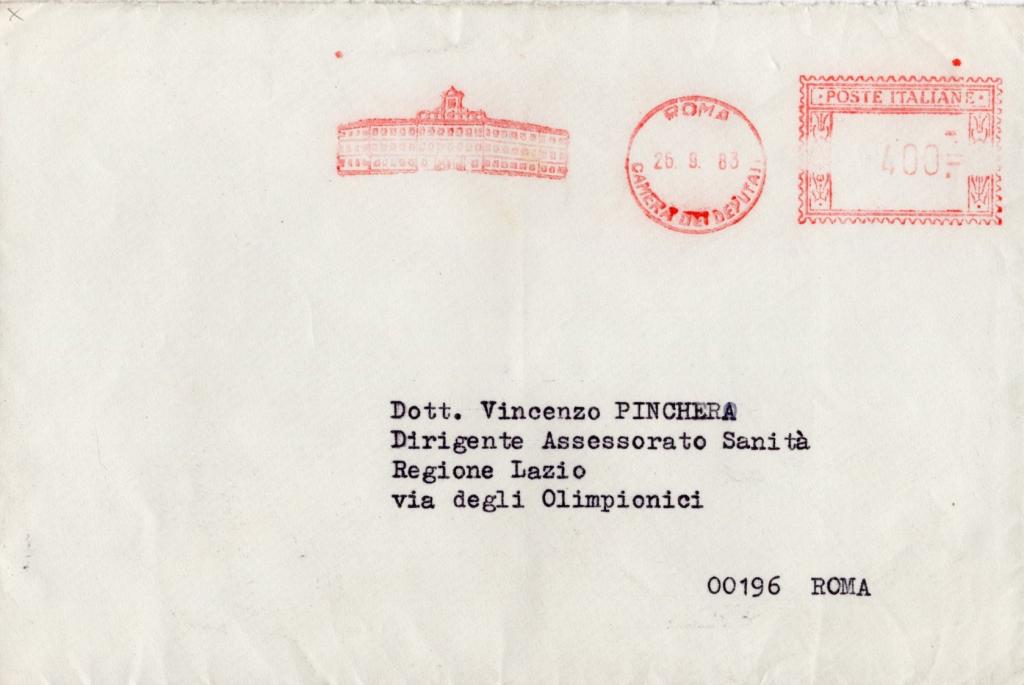 ROMA
26. 9. 83
CAMERA DEI DEPUTATI
POSTE ITALIANE
400
Dott. Vincenzo PINCHERA
Dirigente Assessorato Sanità
Regione Lazio
via degli Olimpionici
00196 ROMA